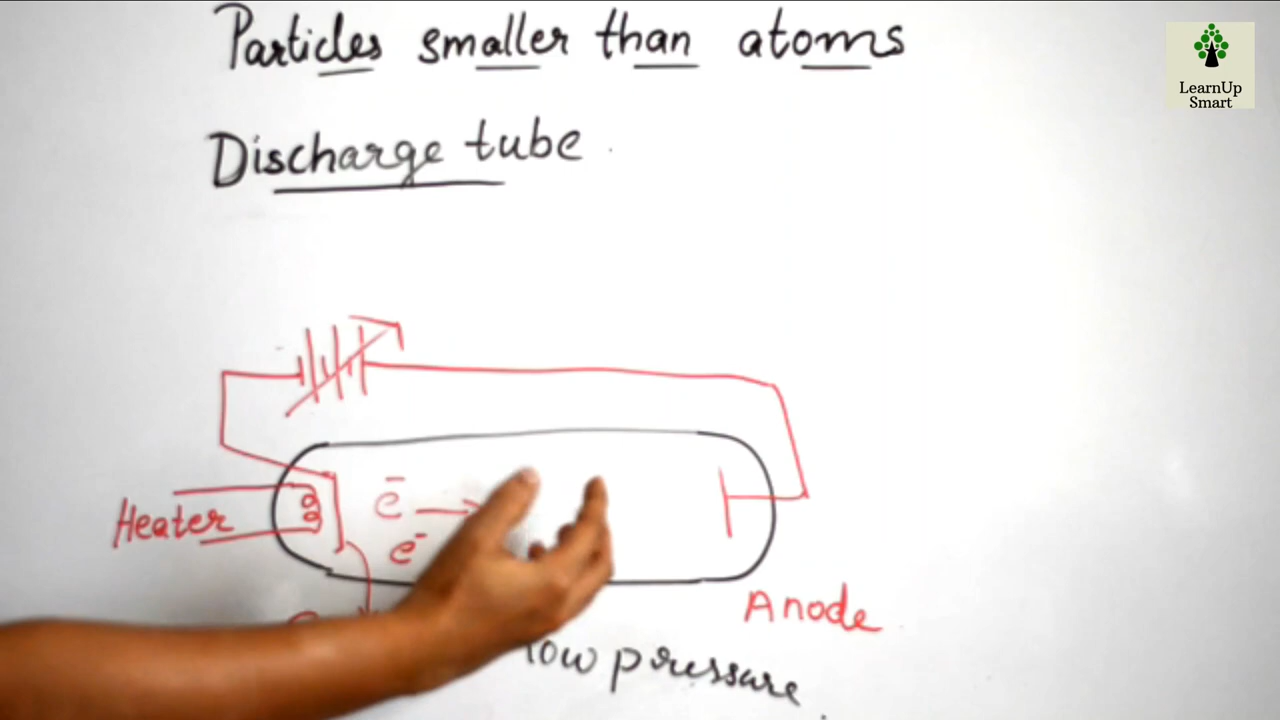 Particles smaller than atoms
LearnUp
Smart
Discharge tube
e-
Heater
e-
Anode
low pressure